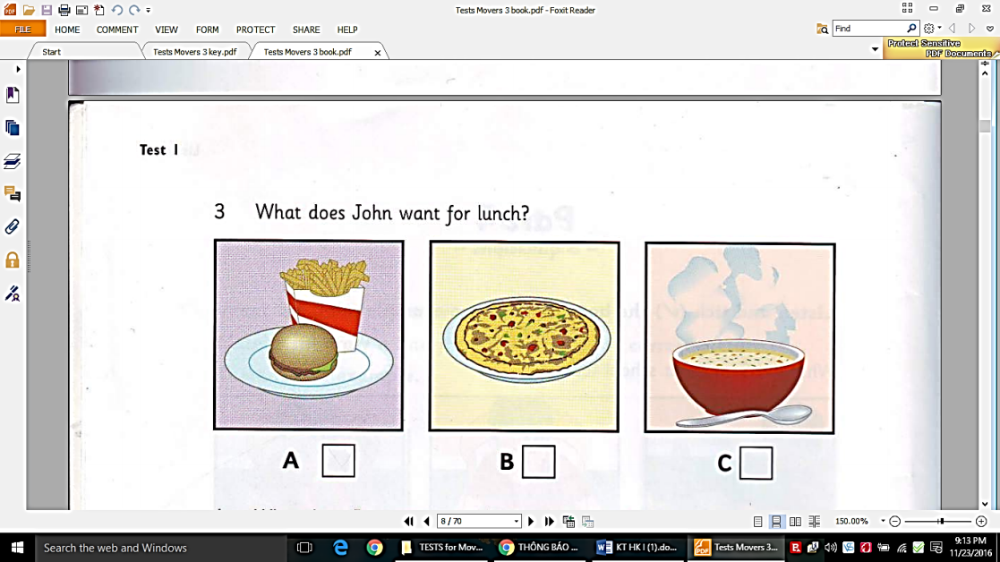 Tests Movers 3 book.pdf - Foxit Reader
FILE HOME COMMENT VIEW FORM PROTECT SHARE HELP
Find
Start Tests Movers 3 key.pdf Tests Movers 3 book.pdf
Protect Sensitive
PDF Documents
Test 1
3 What does John want for lunch?
A B C
8 / 70
150.00%
Search the web and Windows
TESTS for Mov...
THÔNG BÁO ...
KT HK I (1).do...
Tests Movers 3...
9:13 PM
11/23/2016